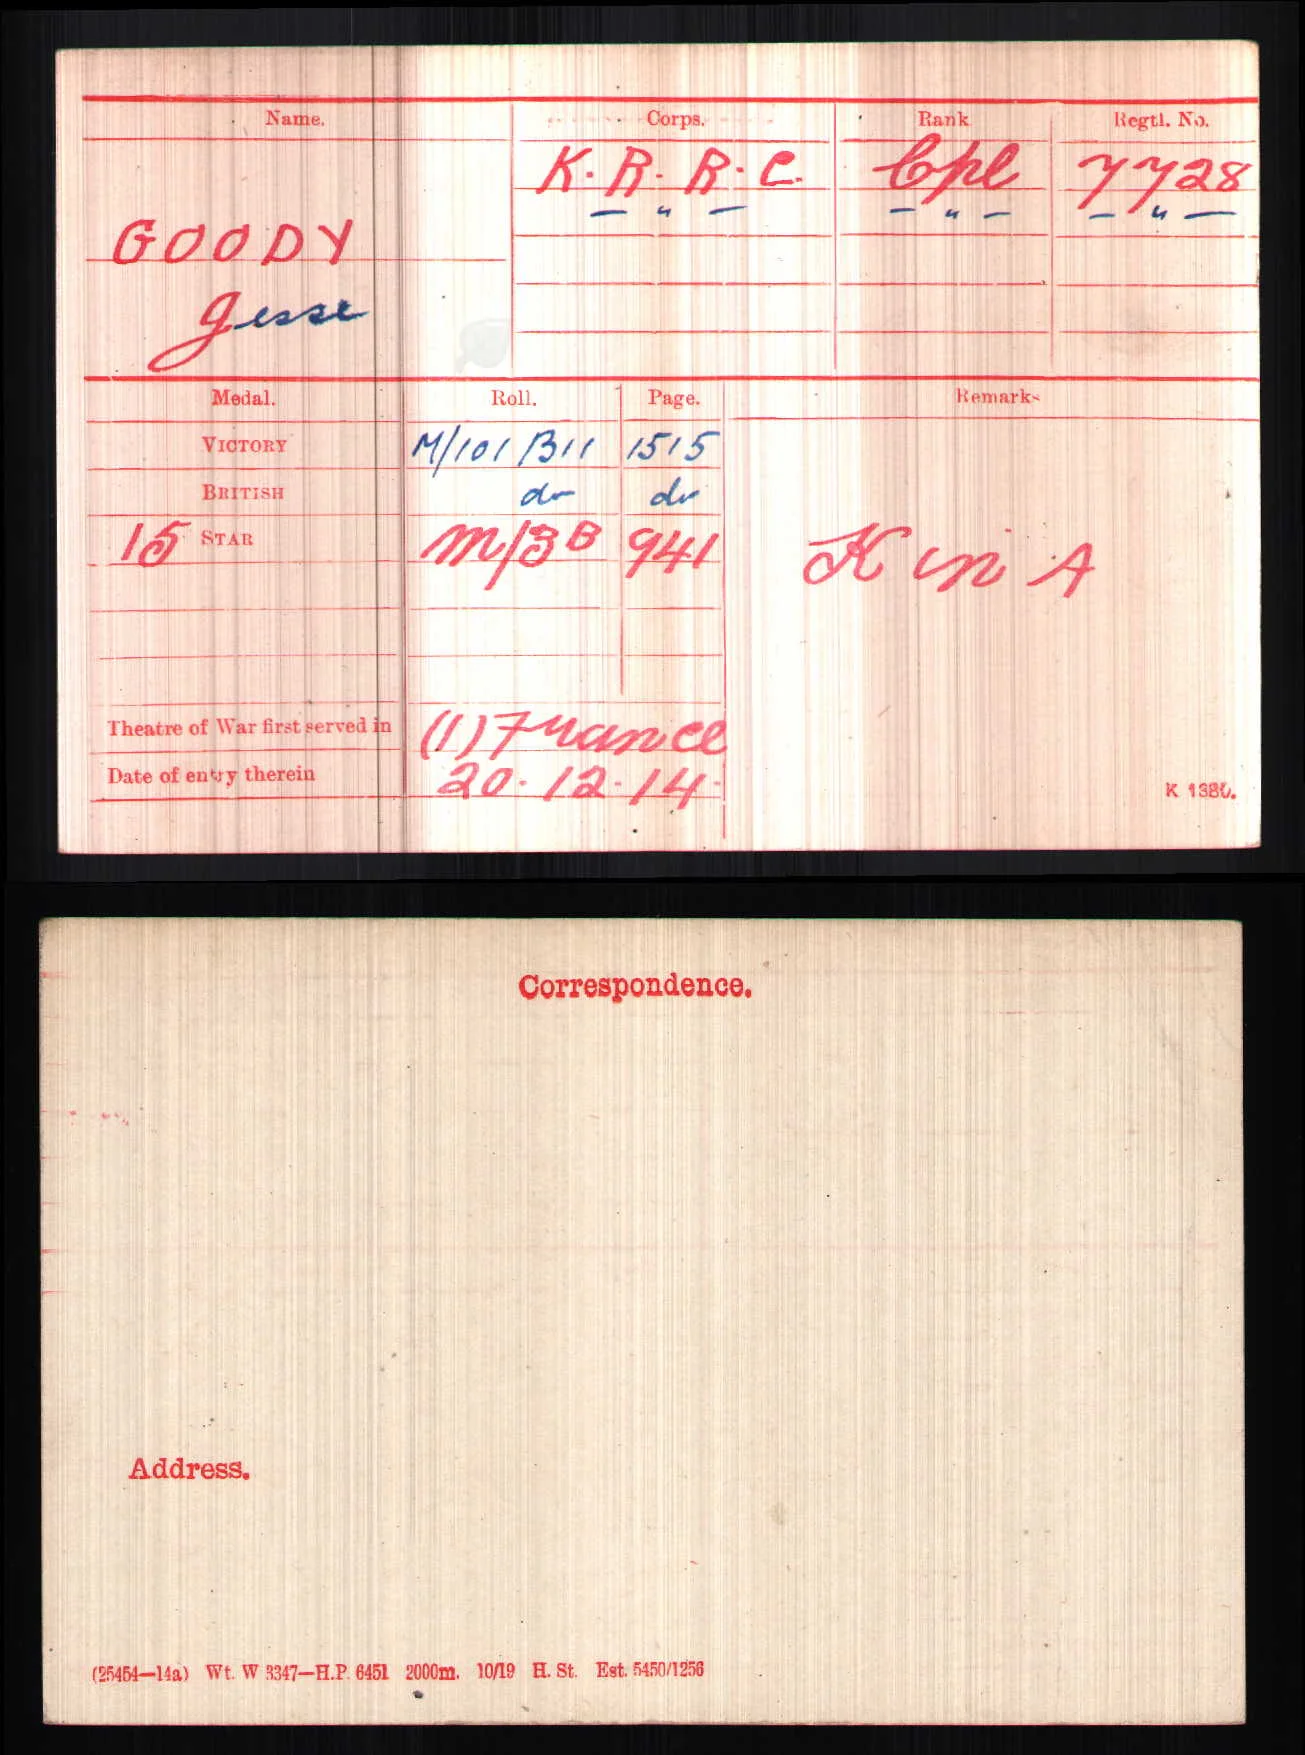 Name. Corps. Rank Regtl. No.
K. R. R. C. Cpl 7728
— " — — " — — " —
GOODY
Jesse
Medal. Roll. Page. Remarks
VICTORY M/101 B11 1515
BRITISH do do
15 STAR M/3B 941
K in A
Theatre of War first served in (1) France
Date of entry therein 20.12.14.
Correspondence.
Address.
(25454—14a) Wt. W 3347—H.P. 6451 2000m. 10/19 H. St. Est. 5450/1256